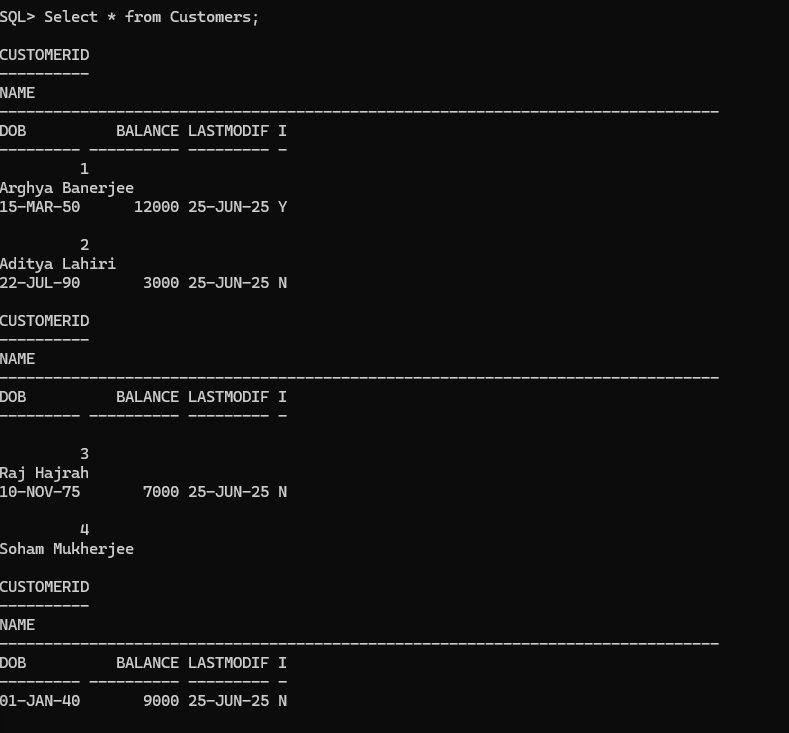 SQL> Select * from Customers;
CUSTOMERID
----------
NAME
--------------------------------------------------------------------------------
DOB          BALANCE LASTMODIF I
--------- ---------- --------- -
         1
Arghya Banerjee
15-MAR-50      12000 25-JUN-25 Y
         2
Aditya Lahiri
22-JUL-90       3000 25-JUN-25 N
CUSTOMERID
----------
NAME
--------------------------------------------------------------------------------
DOB          BALANCE LASTMODIF I
--------- ---------- --------- -
         3
Raj Hajrah
10-NOV-75       7000 25-JUN-25 N
         4
Soham Mukherjee
CUSTOMERID
----------
NAME
--------------------------------------------------------------------------------
DOB          BALANCE LASTMODIF I
--------- ---------- --------- -
01-JAN-40       9000 25-JUN-25 N